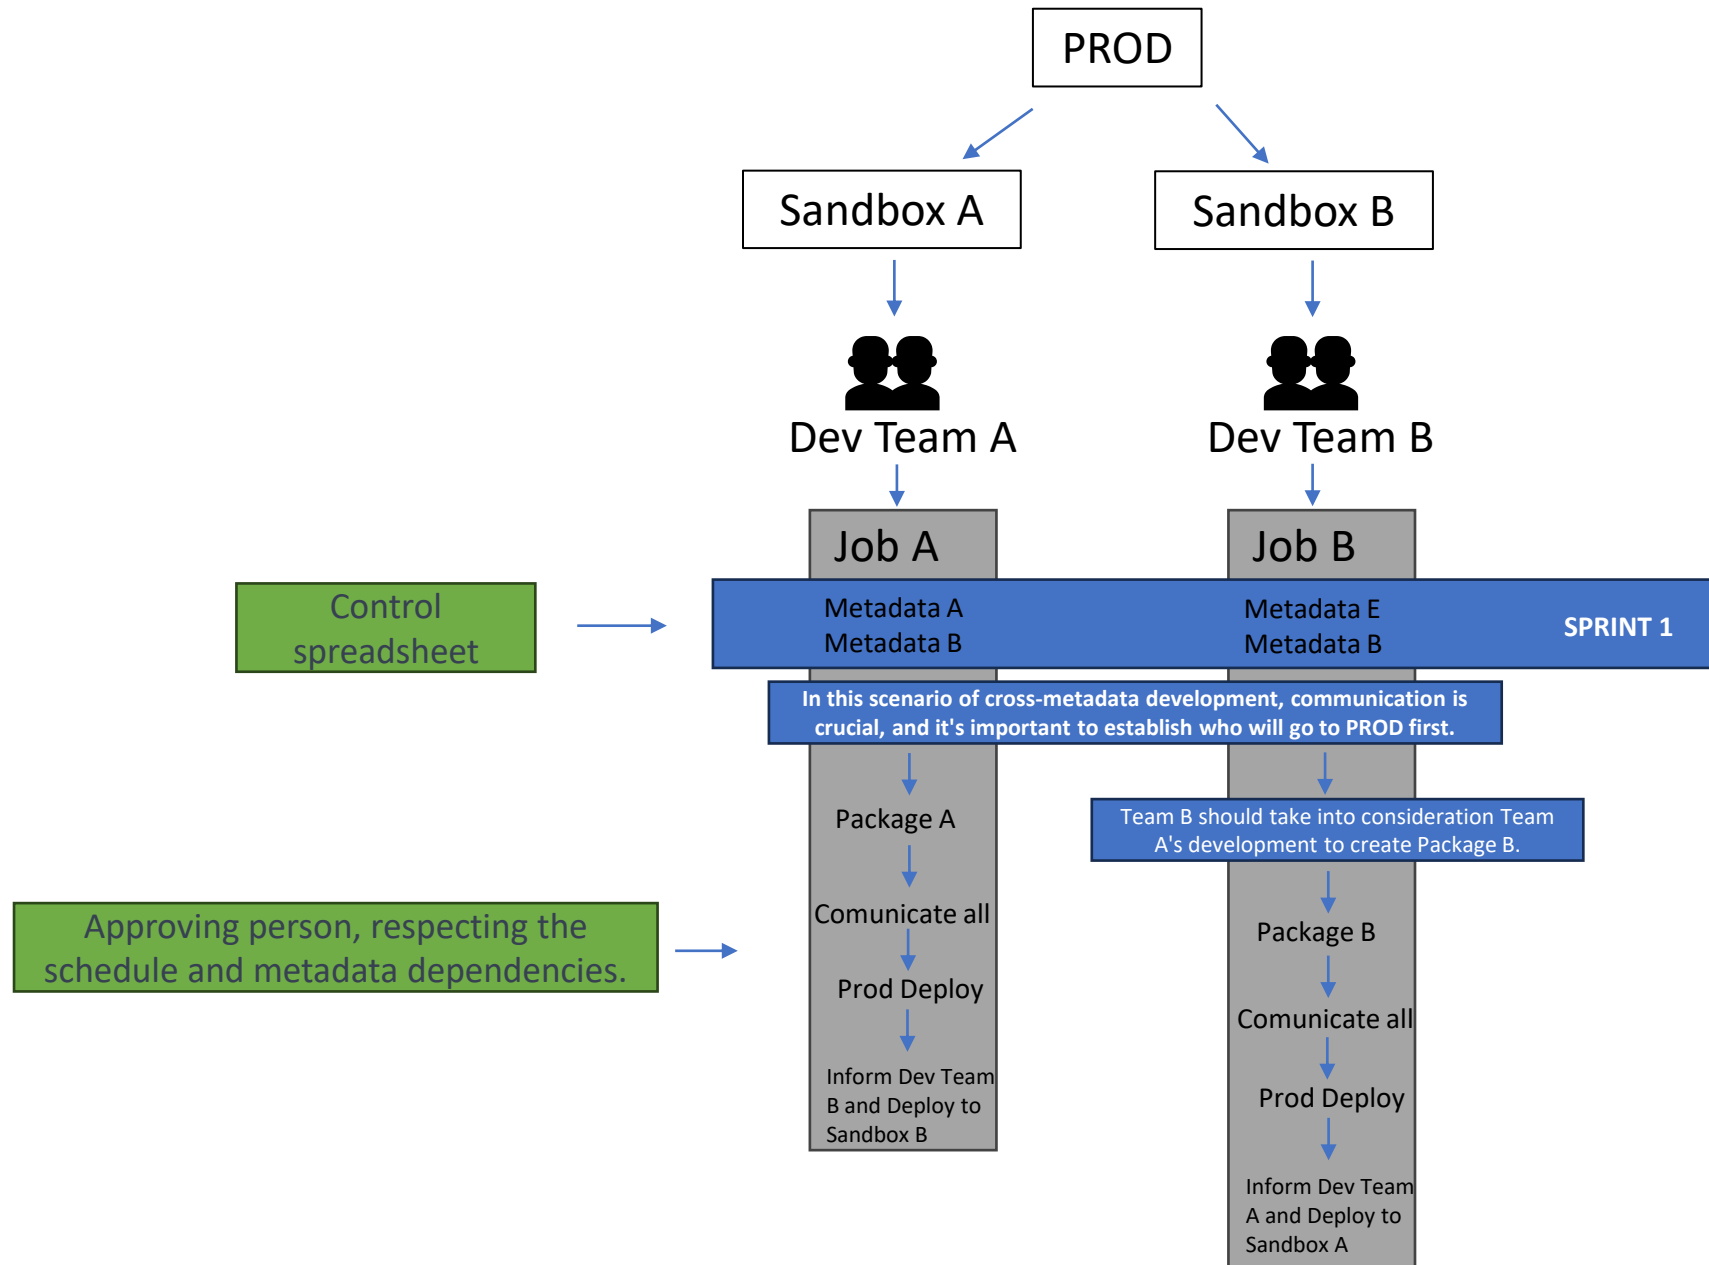 PROD
Sandbox A
Sandbox B
Dev Team A
Dev Team B
Job A
Job B
Control
spreadsheet
Metadata A
Metadata B
Metadata E
Metadata B
SPRINT 1
In this scenario of cross-metadata development, communication is
crucial, and it's important to establish who will go to PROD first.
Package A
Team B should take into consideration Team
A's development to create Package B.
Approving person, respecting the
schedule and metadata dependencies.
Comunicate all
Package B
Prod Deploy
Comunicate all
Inform Dev Team
B and Deploy to
Sandbox B
Prod Deploy
Inform Dev Team
A and Deploy to
Sandbox A